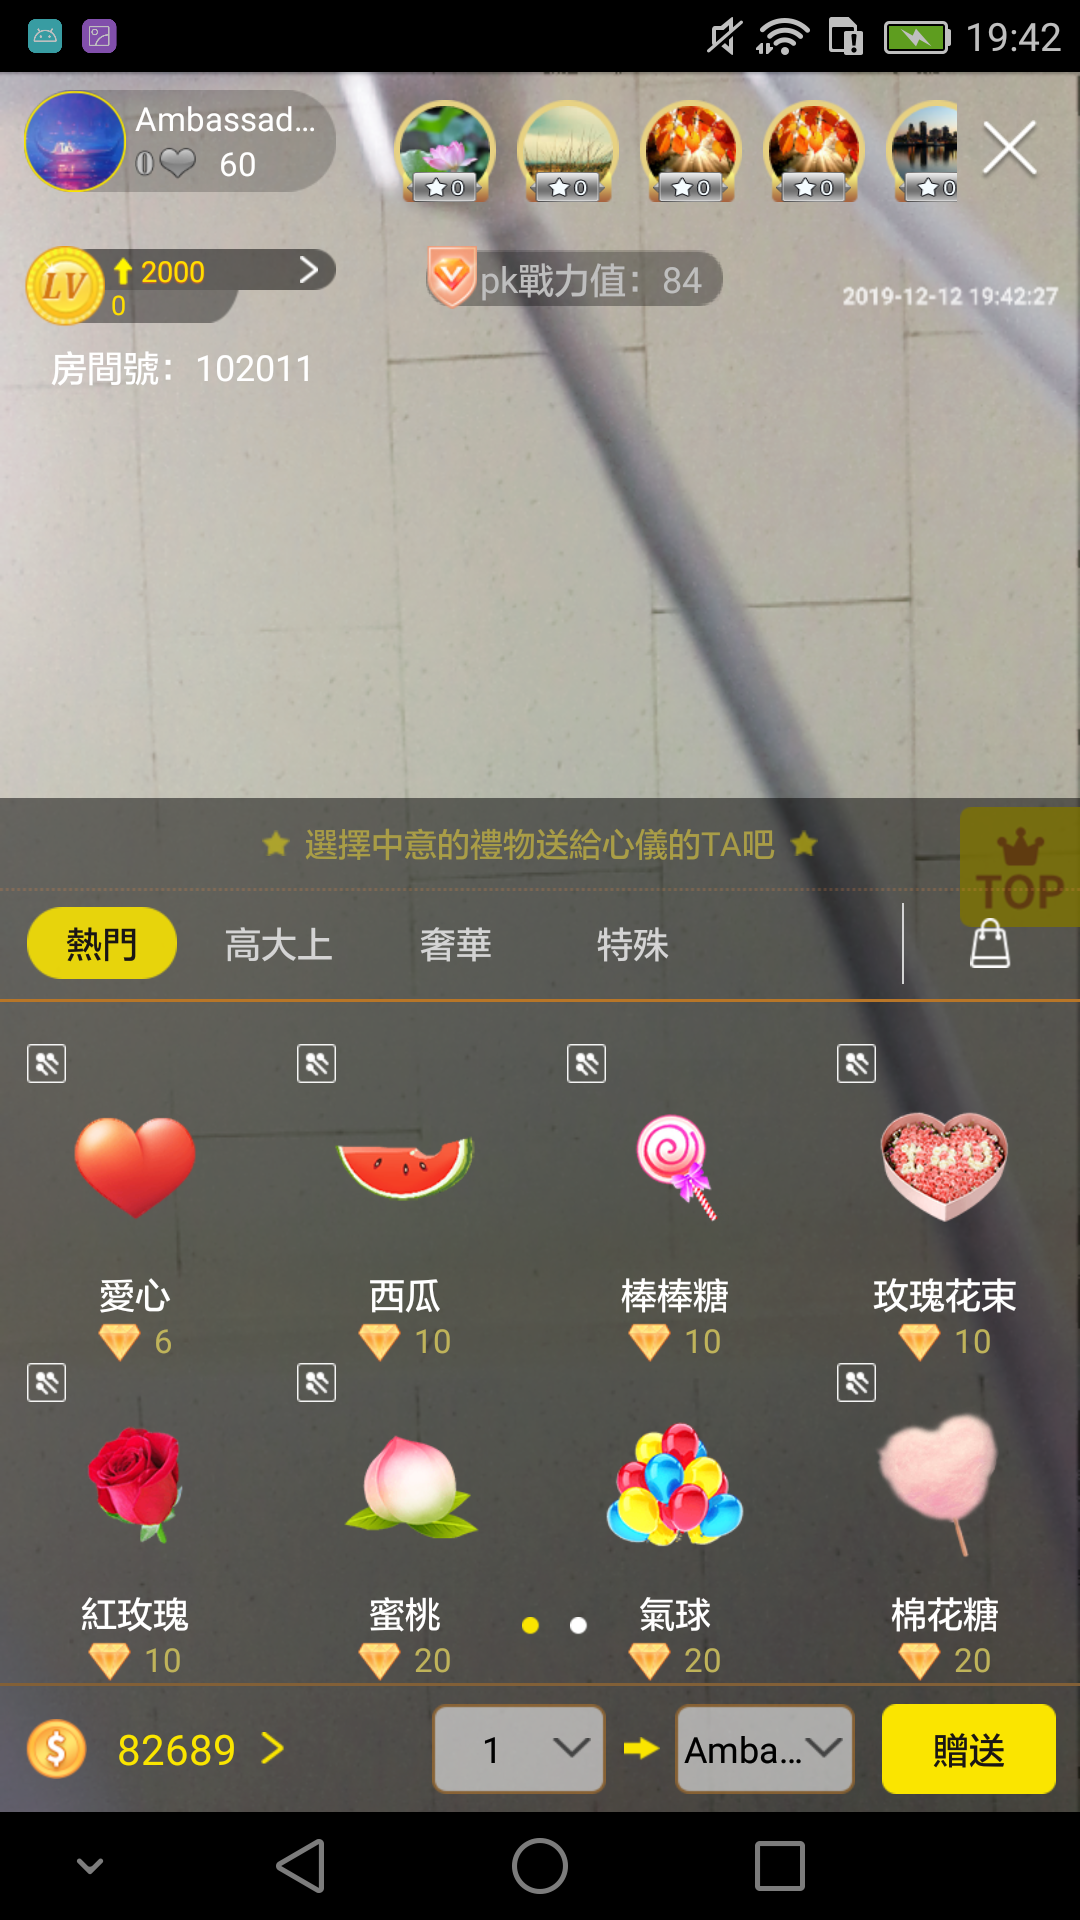 19:42
Ambassad...
0 60
0 0 0 0 0
LV 2000
0
pk戰力值：84
2019-12-12 19:42:27
房間號：102011
選擇中意的禮物送給心儀的TA吧
TOP
熱門 高大上 奢華 特殊
愛心 西瓜 棒棒糖 玫瑰花束
6 10 10 10
紅玫瑰 蜜桃 氣球 棉花糖
10 20 20 20
82689 1 Amba... 贈送